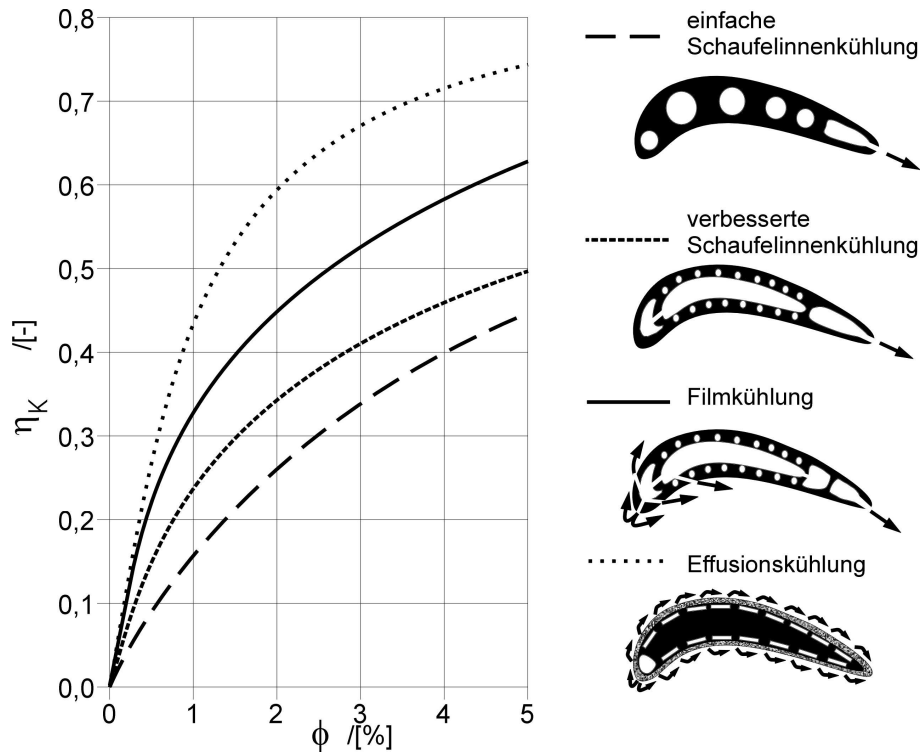 0,8
0,7
0,6
0,5
0,4
0,3
0,2
0,1
0,0
η_K /[-]
0 1 2 3 4 5
ϕ /[%]
einfache
Schaufelinnenkühlung
verbesserte
Schaufelinnenkühlung
Filmkühlung
Effusionskühlung